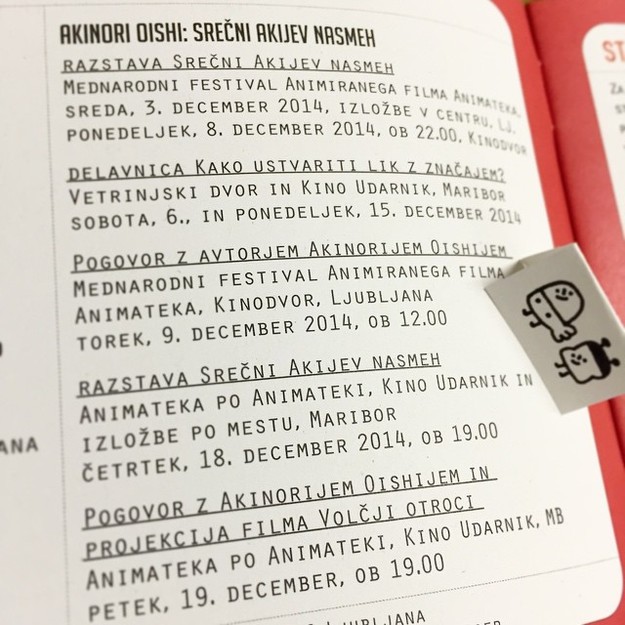 AKINORI OISHI: SREČNI AKIJEV NASMEH
RAZSTAVA SREČNI AKIJEV NASMEH
MEDNARODNI FESTIVAL ANIMIRANEGA FILMA ANIMATEKA,
SREDA, 3. DECEMBER 2014, IZLOŽBE V CENTRU, LJ.
PONEDELJEK, 8. DECEMBER 2014, OB 22.00, KINODVOR
DELAVNICA KAKO USTVARITI LIK Z ZNAČAJEM?
VETRINJSKI DVOR IN KINO UDARNIK, MARIBOR
SOBOTA, 6., IN PONEDELJEK, 15. DECEMBER 2014
POGOVOR Z AVTORJEM AKINORIJEM OISHIJEM
MEDNARODNI FESTIVAL ANIMIRANEGA FILMA
ANIMATEKA, KINODVOR, LJUBLJANA
TOREK, 9. DECEMBER 2014, OB 12.00
RAZSTAVA SREČNI AKIJEV NASMEH
ANIMATEKA PO ANIMATEKI, KINO UDARNIK IN
IZLOŽBE PO MESTU, MARIBOR
ČETRTEK, 18. DECEMBER 2014, OB 19.00
POGOVOR Z AKINORIJEM OISHIJEM IN
PROJEKCIJA FILMA VOLČJI OTROCI
ANIMATEKA PO ANIMATEKI, KINO UDARNIK, MB
PETEK, 19. DECEMBER, OB 19.00
LJUBLJANA
ANA
ST
ZA